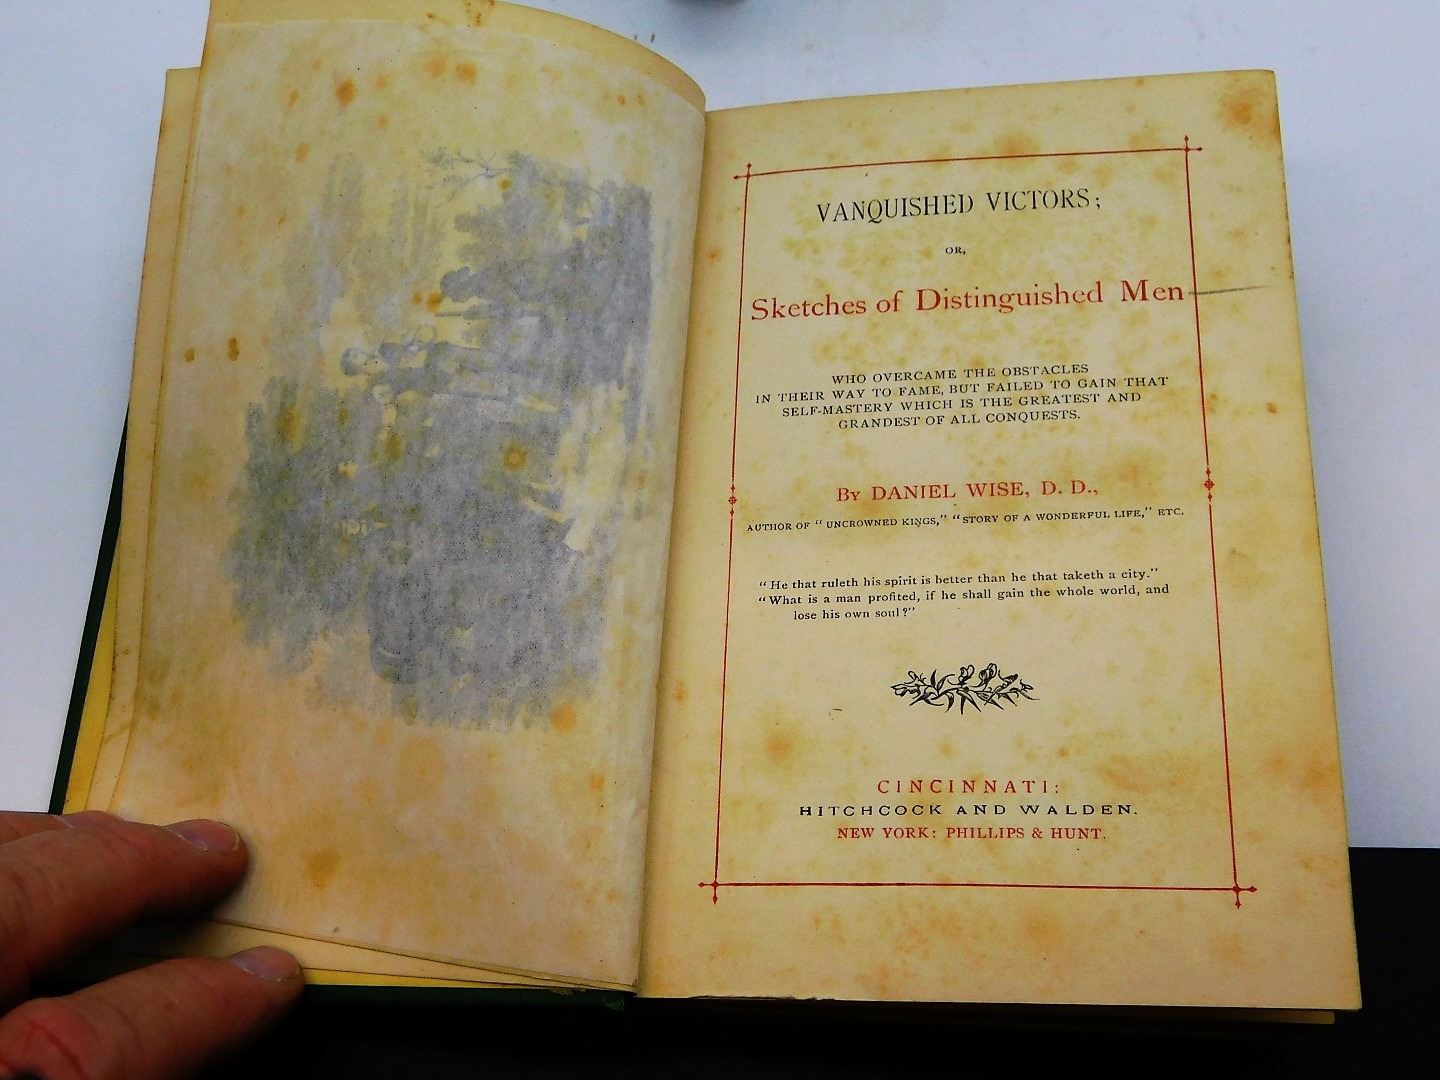 VANQUISHED VICTORS;
OR,
Sketches of Distinguished Men
WHO OVERCAME THE OBSTACLES
IN THEIR WAY TO FAME, BUT FAILED TO GAIN THAT
SELF-MASTERY WHICH IS THE GREATEST AND
GRANDEST OF ALL CONQUESTS.
By DANIEL WISE, D. D.,
AUTHOR OF "UNCROWNED KINGS," "STORY OF A WONDERFUL LIFE," ETC.
"He that ruleth his spirit is better than he that taketh a city."
"What is a man profited, if he shall gain the whole world, and
lose his own soul?"
CINCINNATI:
HITCHCOCK AND WALDEN.
NEW YORK: PHILLIPS & HUNT.